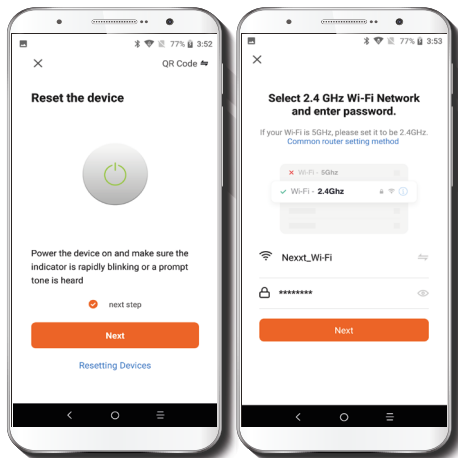 77% 3:52
QR Code
Reset the device
Power the device on and make sure the
indicator is rapidly blinking or a prompt
tone is heard
next step
Next
Resetting Devices
77% 3:53
Select 2.4 GHz Wi-Fi Network
and enter password.
If your Wi-Fi is 5GHz, please set it to be 2.4GHz.
Common router setting method
Wi-Fi - 5Ghz
Wi-Fi - 2.4Ghz
Nexxt_Wi-Fi
********
Next